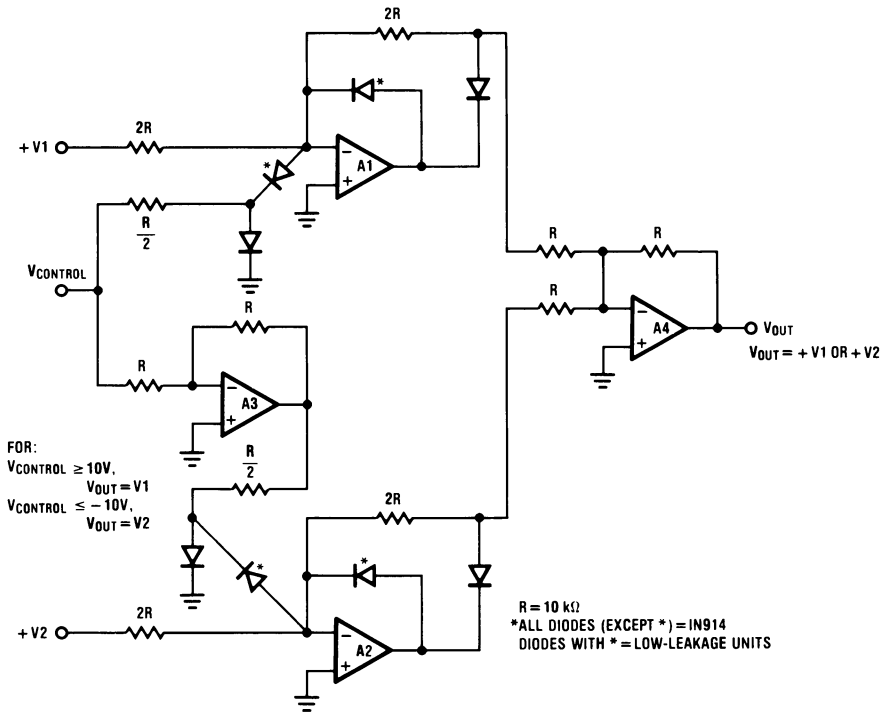 2R
*
+V1
2R
*
−
A1
+
R/2
VCONTROL
R
R
R
R
R
−
A4
+
VOUT
VOUT = +V1 OR +V2
R
−
A3
+
FOR:
VCONTROL ≥ 10V,
VOUT = V1
VCONTROL ≤ −10V,
VOUT = V2
R/2
2R
*
*
+V2
2R
−
A2
+
R = 10 kΩ
*ALL DIODES (EXCEPT *) = IN914
DIODES WITH * = LOW-LEAKAGE UNITS